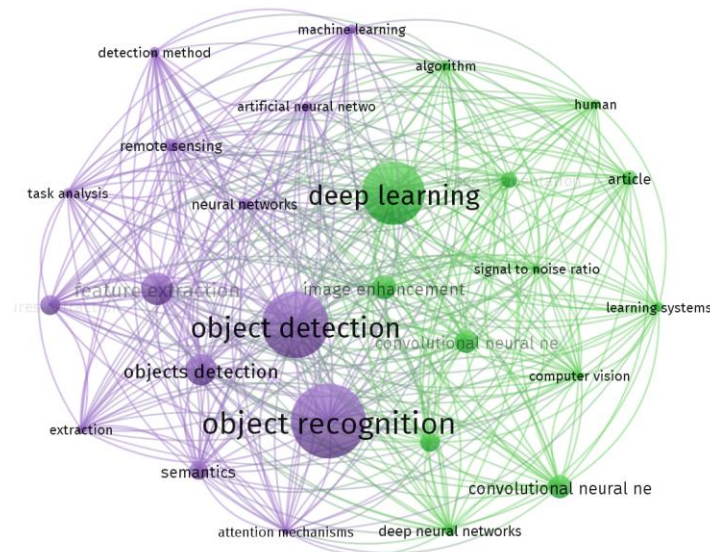 machine learning
detection method
algorithm
artificial neural netwo
human
remote sensing
article
task analysis
deep learning
neural networks
signal to noise ratio
feature extraction
image enhancement
learning systems
object detection
convolutional neural ne
objects detection
computer vision
object recognition
extraction
semantics
convolutional neural ne
attention mechanisms
deep neural networks